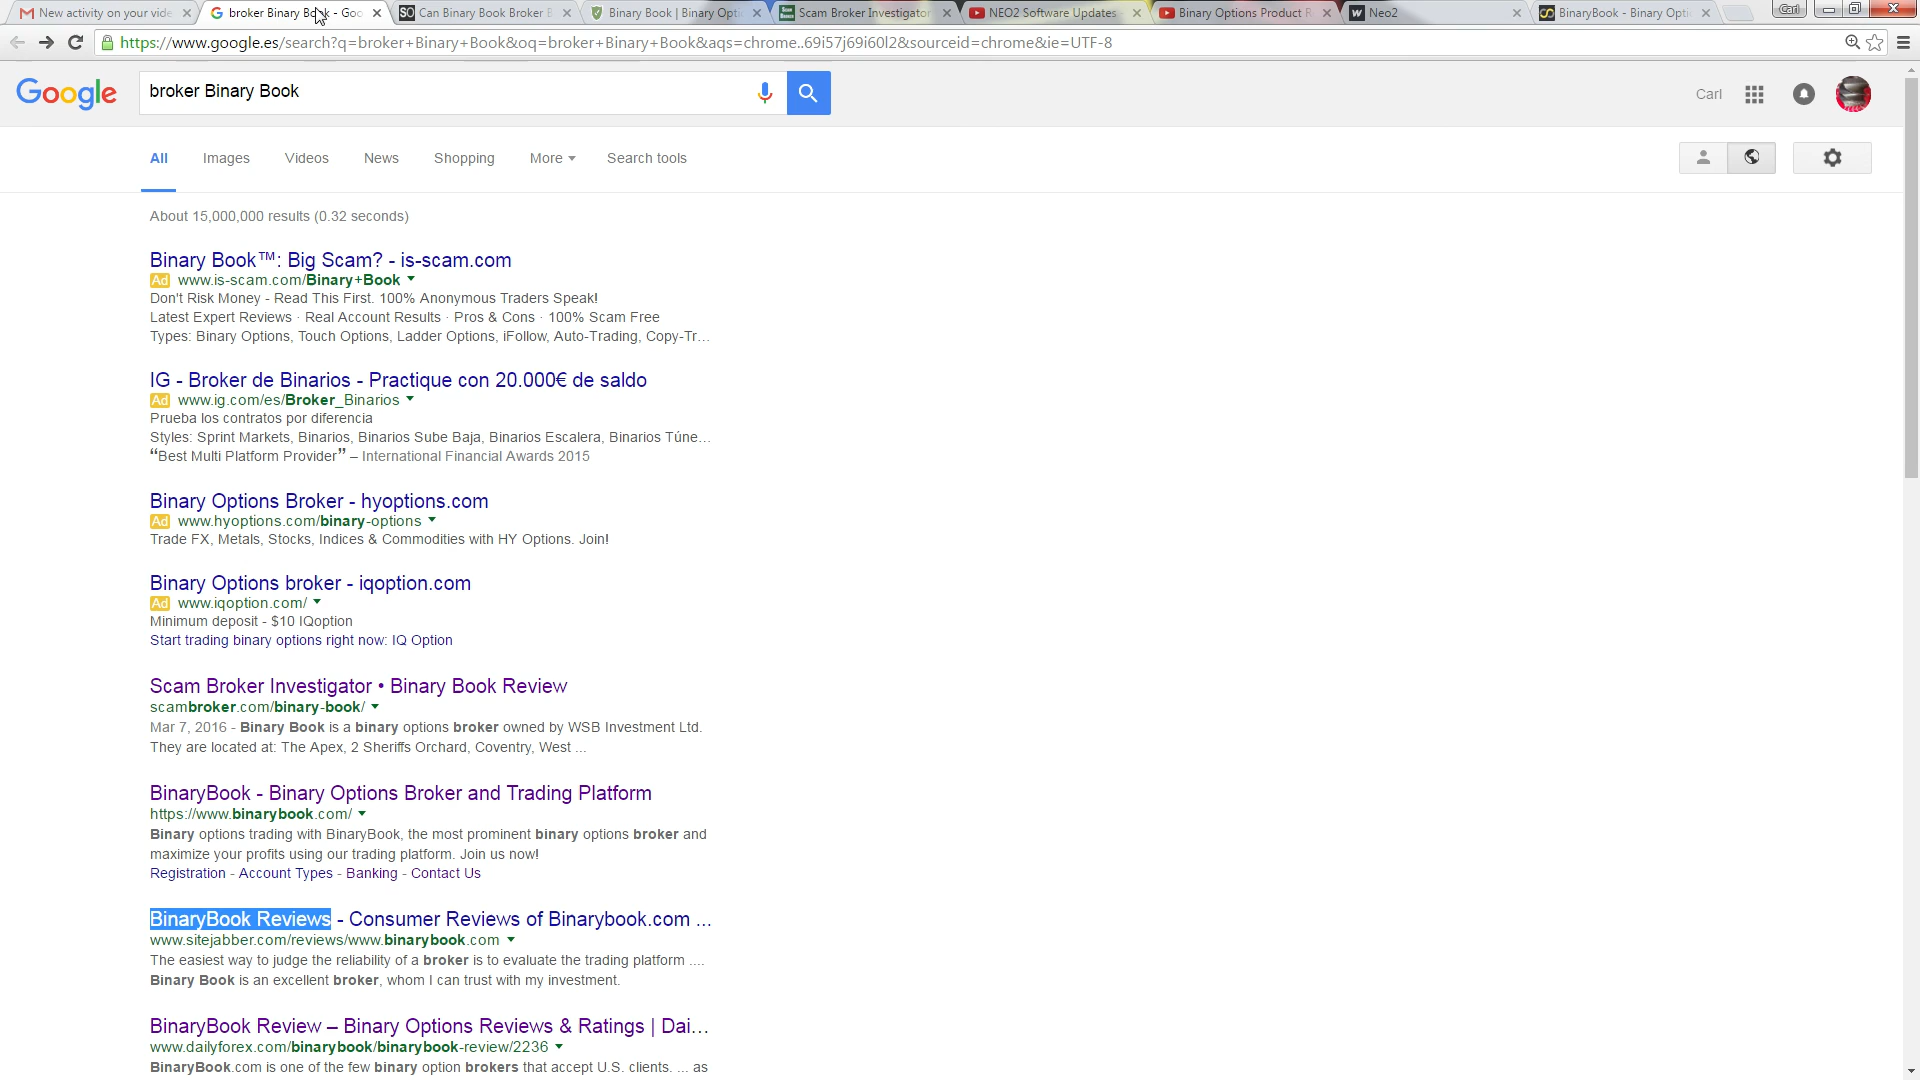 New activity on your vide
broker Binary Book - Goo
SO Can Binary Book Broker B
Binary Book | Binary Opti
Scam Broker Investigator
NEO2 Software Updates
Binary Options Product R
w Neo2
BinaryBook - Binary Opti
Carl
https://www.google.es/search?q=broker+Binary+Book&oq=broker+Binary+Book&aqs=chrome..69i57j69i60l2&sourceid=chrome&ie=UTF-8
Google
broker Binary Book
Carl
All Images Videos News Shopping More Search tools
About 15,000,000 results (0.32 seconds)
Binary Book™: Big Scam? - is-scam.com
Ad www.is-scam.com/Binary+Book
Don't Risk Money - Read This First. 100% Anonymous Traders Speak!
Latest Expert Reviews · Real Account Results · Pros & Cons · 100% Scam Free
Types: Binary Options, Touch Options, Ladder Options, iFollow, Auto-Trading, Copy-Tr...
IG - Broker de Binarios - Practique con 20.000€ de saldo
Ad www.ig.com/es/Broker_Binarios
Prueba los contratos por diferencia
Styles: Sprint Markets, Binarios, Binarios Sube Baja, Binarios Escalera, Binarios Túne...
“Best Multi Platform Provider” – International Financial Awards 2015
Binary Options Broker - hyoptions.com
Ad www.hyoptions.com/binary-options
Trade FX, Metals, Stocks, Indices & Commodities with HY Options. Join!
Binary Options broker - iqoption.com
Ad www.iqoption.com/
Minimum deposit - $10 IQoption
Start trading binary options right now: IQ Option
Scam Broker Investigator • Binary Book Review
scambroker.com/binary-book/
Mar 7, 2016 - Binary Book is a binary options broker owned by WSB Investment Ltd.
They are located at: The Apex, 2 Sheriffs Orchard, Coventry, West ...
BinaryBook - Binary Options Broker and Trading Platform
https://www.binarybook.com/
Binary options trading with BinaryBook, the most prominent binary options broker and
maximize your profits using our trading platform. Join us now!
Registration - Account Types - Banking - Contact Us
BinaryBook Reviews - Consumer Reviews of Binarybook.com ...
www.sitejabber.com/reviews/www.binarybook.com
The easiest way to judge the reliability of a broker is to evaluate the trading platform ....
Binary Book is an excellent broker, whom I can trust with my investment.
BinaryBook Review – Binary Options Reviews & Ratings | Dai...
www.dailyforex.com/binarybook/binarybook-review/2236
BinaryBook.com is one of the few binary option brokers that accept U.S. clients. ... as